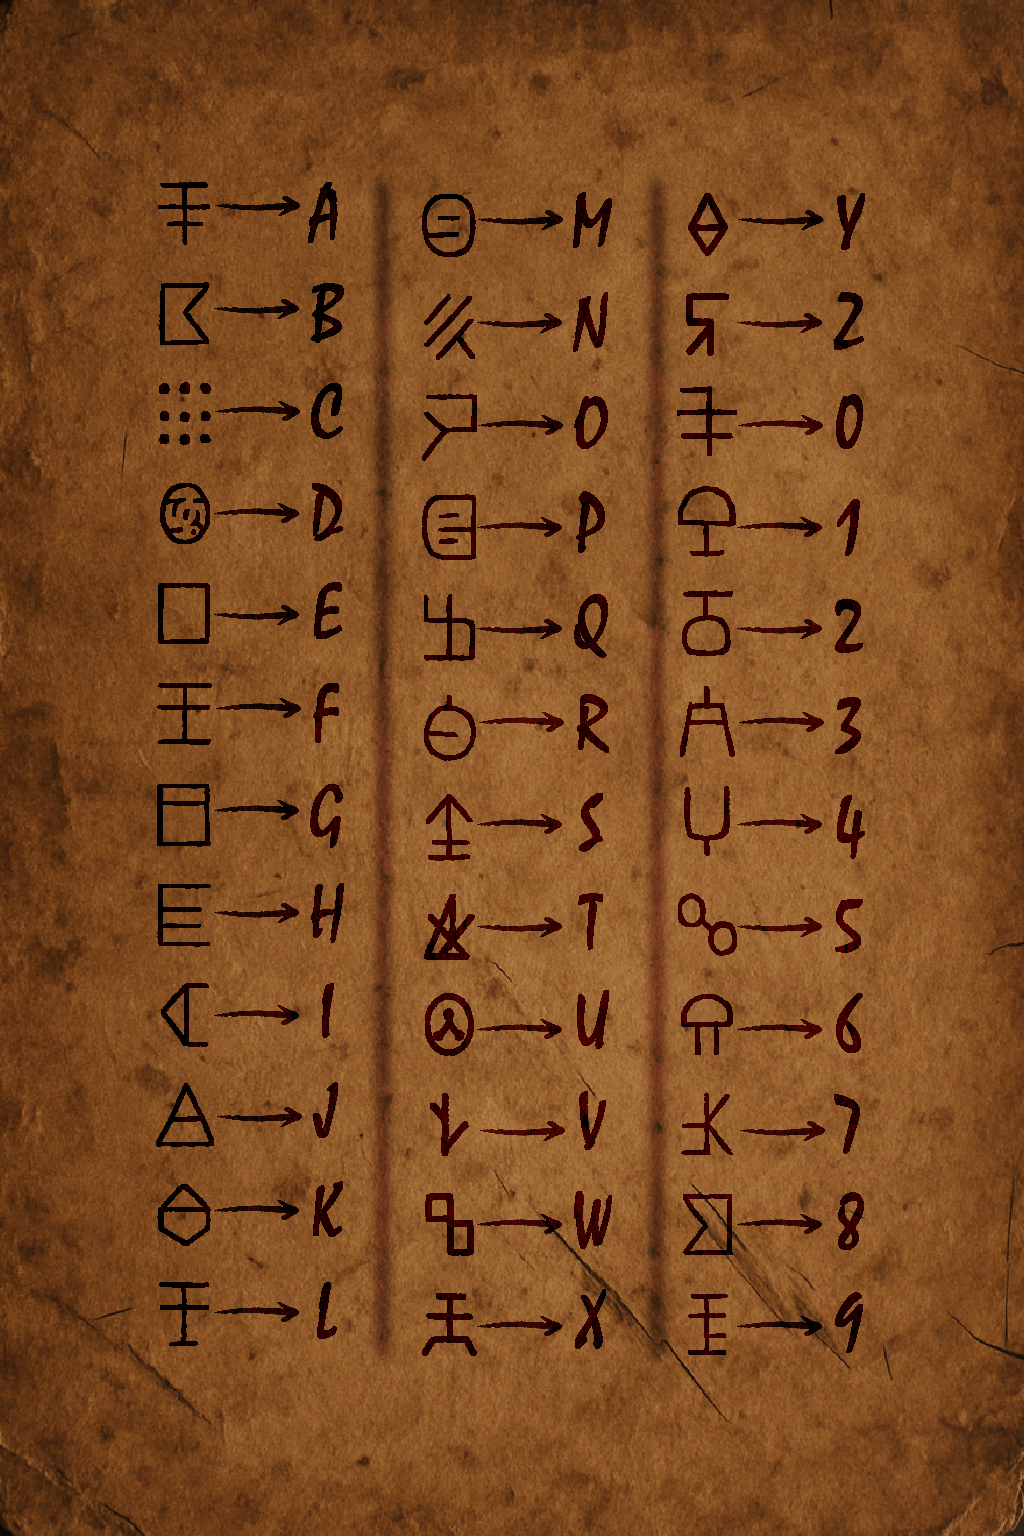 → A
→ B
→ C
→ D
→ E
→ F
→ G
→ H
→ I
→ J
→ K
→ L
→ M
→ N
→ O
→ P
→ Q
→ R
→ S
→ T
→ U
→ V
→ W
→ X
→ Y
→ Z
→ 0
→ 1
→ 2
→ 3
→ 4
→ 5
→ 6
→ 7
→ 8
→ 9